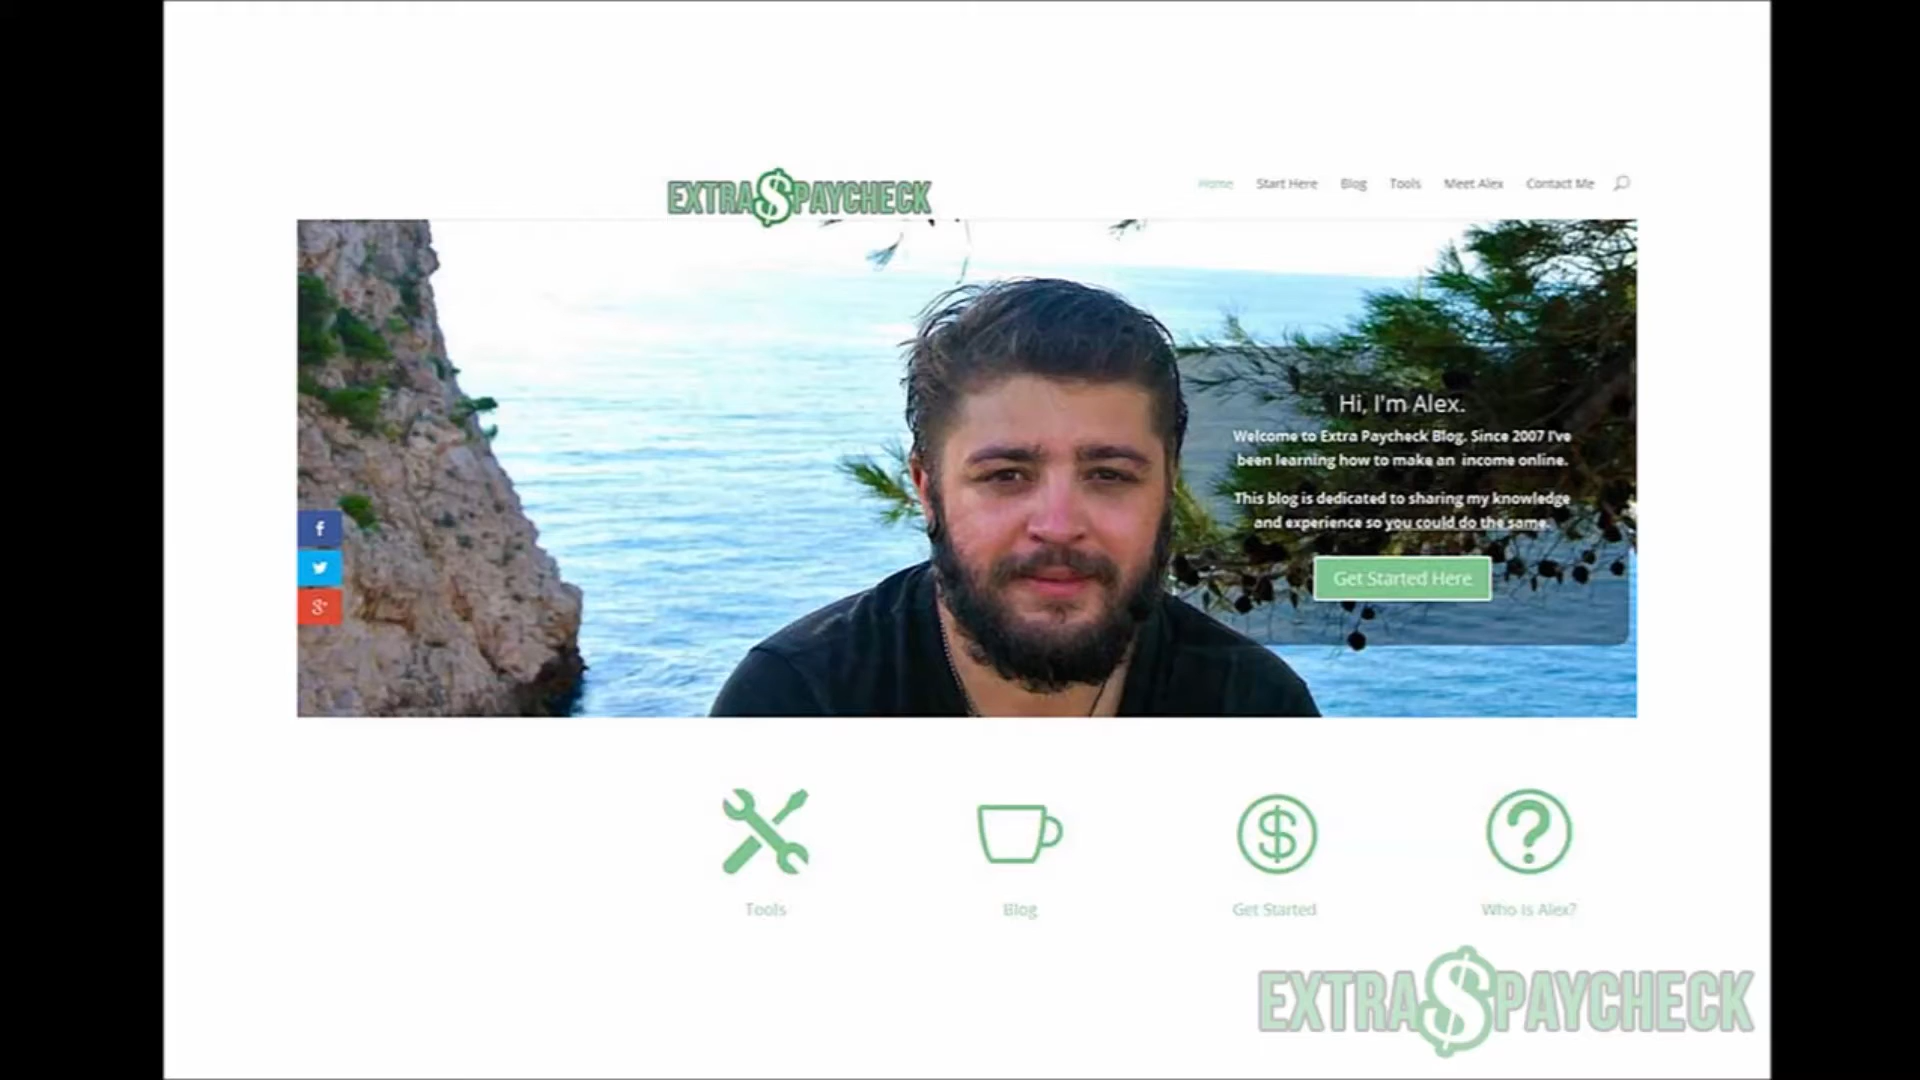 EXTRA$PAYCHECK
Home Start Here Blog Tools Meet Alex Contact Me
Hi, I'm Alex.
Welcome to Extra Paycheck Blog. Since 2007 I've
been learning how to make an income online.
This blog is dedicated to sharing my knowledge
and experience so you could do the same.
Get Started Here
f
g+
Tools Blog Get Started Who Is Alex?
EXTRA$PAYCHECK